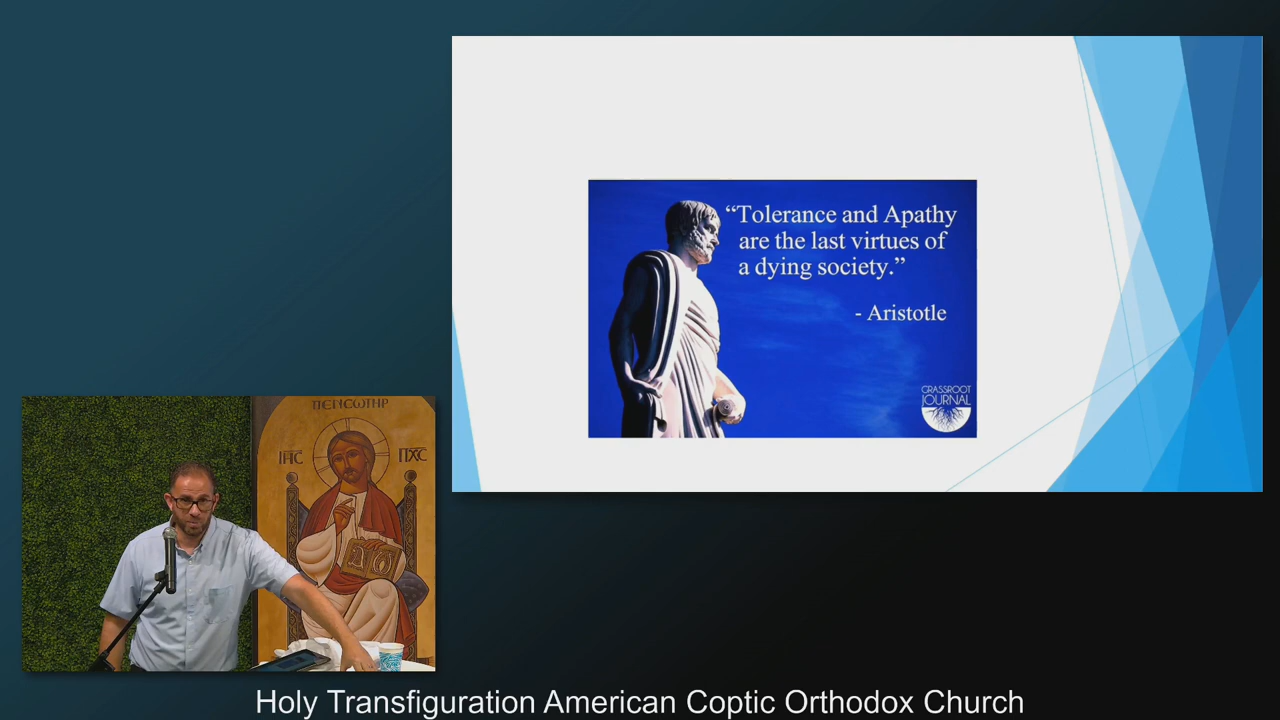 “Tolerance and Apathy
are the last virtues of
a dying society.”
- Aristotle
GRASSROOT
JOURNAL
ΠΕΝⲤⲰΤΗΡ
ⲒⲎⲤ ⲠⲬⲤ
Ⲁ Ⲱ
Holy Transfiguration American Coptic Orthodox Church